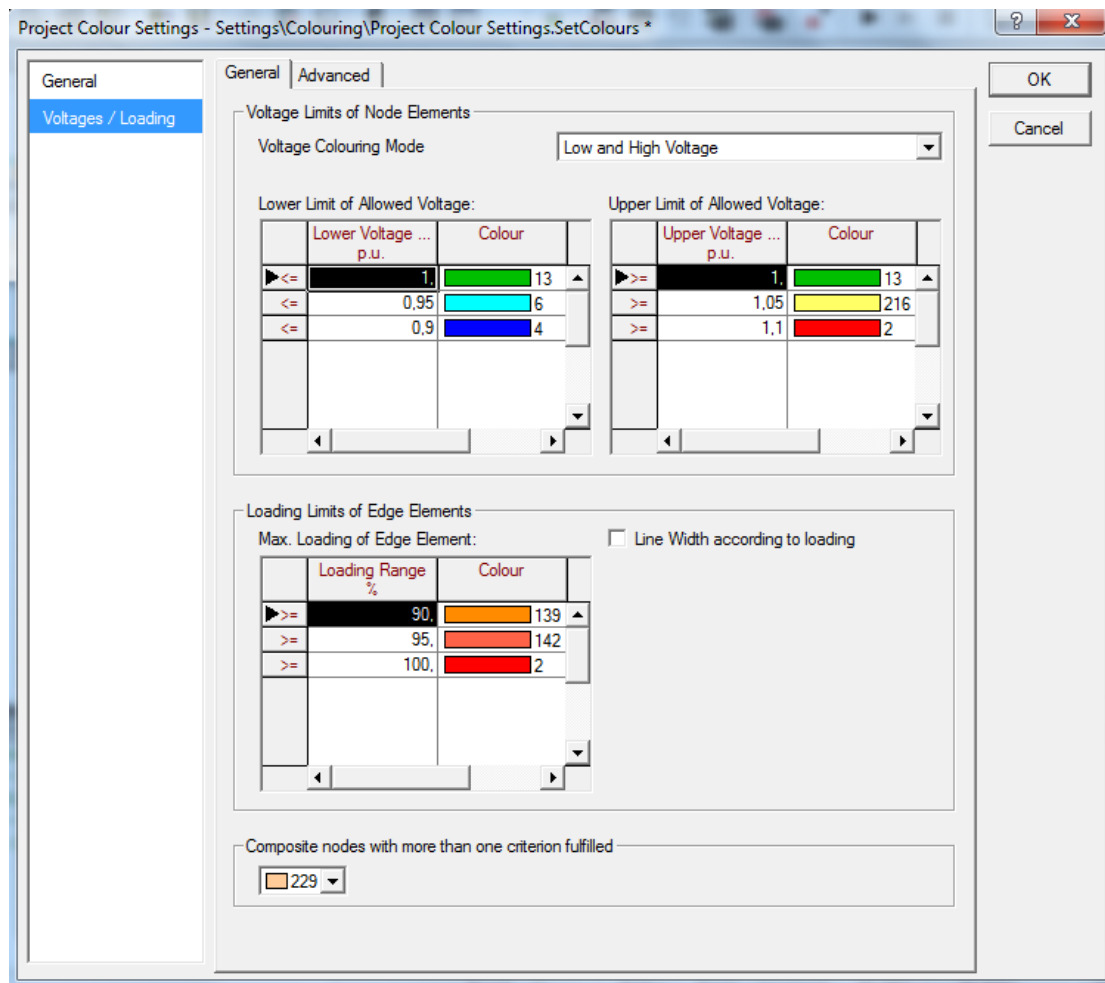 Project Colour Settings - Settings\Colouring\Project Colour Settings.SetColours *
General
Voltages / Loading
General Advanced
OK
Cancel
Voltage Limits of Node Elements
Voltage Colouring Mode Low and High Voltage
Lower Limit of Allowed Voltage:
Lower Voltage ... Colour
p.u.
<= 1, 13
<= 0,95 6
<= 0,9 4
Upper Limit of Allowed Voltage:
Upper Voltage ... Colour
p.u.
>= 1, 13
>= 1,05 216
>= 1,1 2
Loading Limits of Edge Elements
Max. Loading of Edge Element:
Line Width according to loading
Loading Range Colour
%
>= 90, 139
>= 95, 142
>= 100, 2
Composite nodes with more than one criterion fulfilled
229